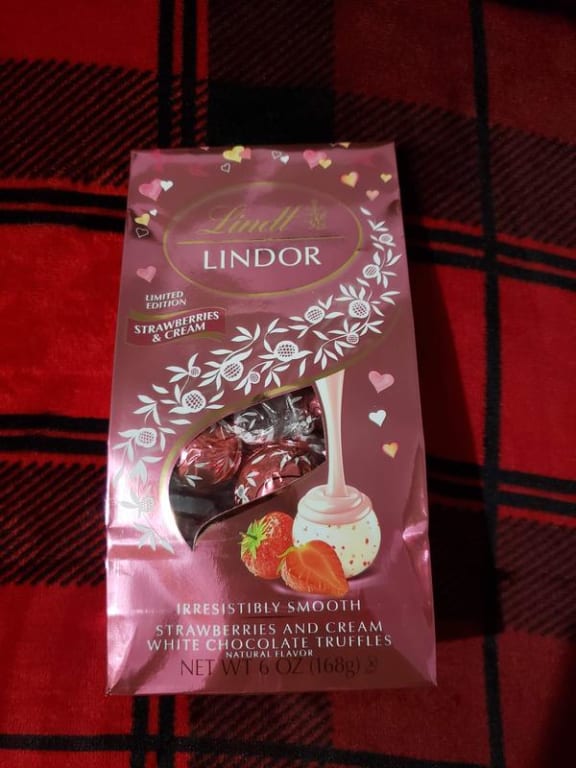 Lindt
LINDOR
LIMITED
EDITION
STRAWBERRIES
& CREAM
IRRESISTIBLY SMOOTH
STRAWBERRIES AND CREAM
WHITE CHOCOLATE TRUFFLES
NATURAL FLAVOR
NET WT 6 OZ (168g)